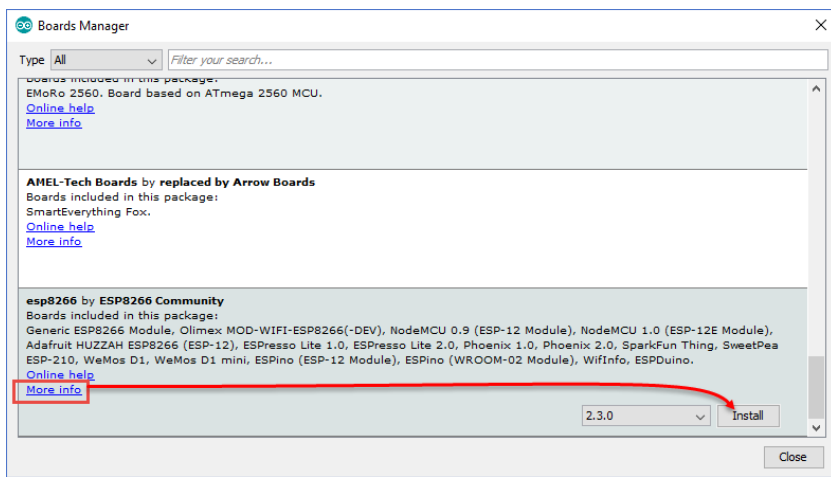 Boards Manager
Type All Filter your search...
Boards included in this package:
EMoRo 2560. Board based on ATmega 2560 MCU.
Online help
More info
AMEL-Tech Boards by replaced by Arrow Boards
Boards included in this package:
SmartEverything Fox.
Online help
More info
esp8266 by ESP8266 Community
Boards included in this package:
Generic ESP8266 Module, Olimex MOD-WIFI-ESP8266(-DEV), NodeMCU 0.9 (ESP-12 Module), NodeMCU 1.0 (ESP-12E Module),
Adafruit HUZZAH ESP8266 (ESP-12), ESPresso Lite 1.0, ESPresso Lite 2.0, Phoenix 1.0, Phoenix 2.0, SparkFun Thing, SweetPea
ESP-210, WeMos D1, WeMos D1 mini, ESPino (ESP-12 Module), ESPino (WROOM-02 Module), WifInfo, ESPDuino.
Online help
More info
2.3.0 Install
Close